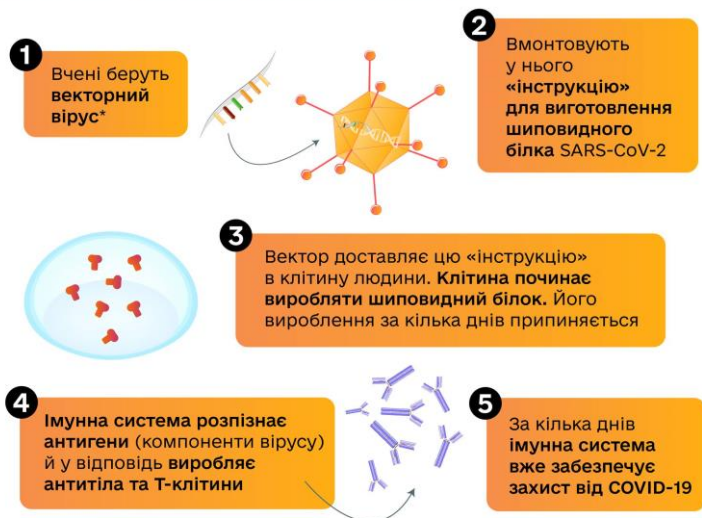 1
Вчені беруть
векторний
вірус*
2
Вмонтовують
у нього
«інструкцію»
для виготовлення
шиповидного
білка SARS-CoV-2
3
Вектор доставляє цю «інструкцію»
в клітину людини. Клітина починає
виробляти шиповидний білок. Його
вироблення за кілька днів припиняється
4
Імунна система розпізнає
антигени (компоненти вірусу)
й у відповідь виробляє
антитіла та Т-клітини
5
За кілька днів
імунна система
вже забезпечує
захист від COVID-19